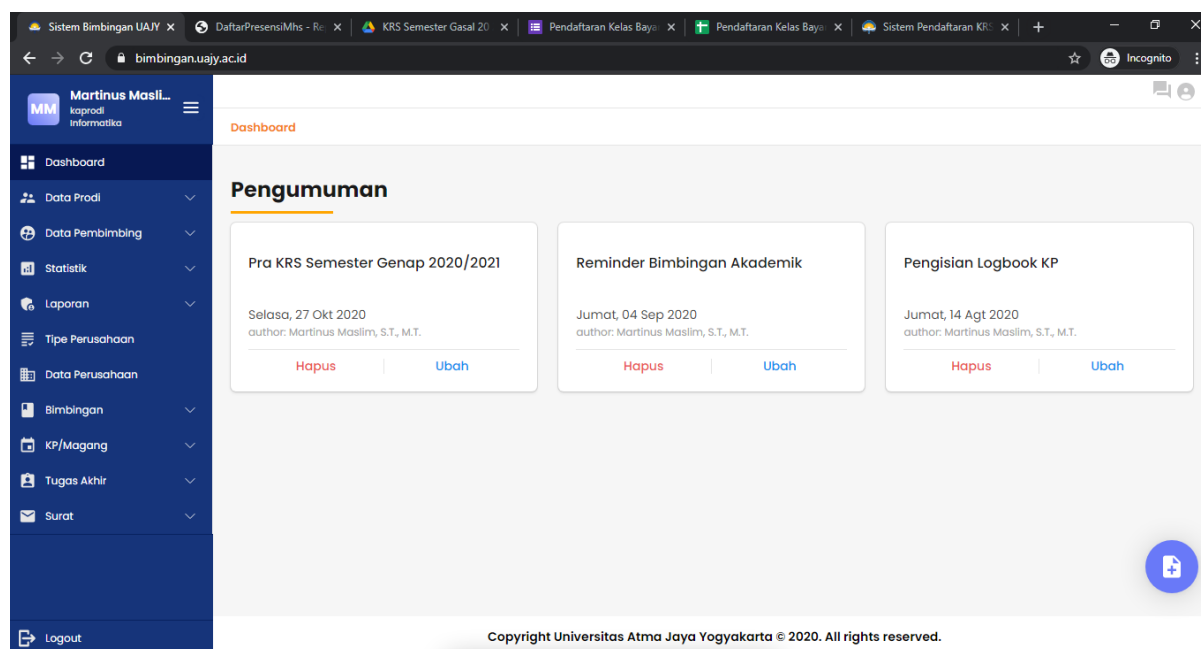 Sistem Bimbingan UAJY
DaftarPresensiMhs - Re
KRS Semester Gasal 20
Pendaftaran Kelas Baya
Pendaftaran Kelas Baya
Sistem Pendaftaran KRS
bimbingan.uajy.ac.id
Incognito
MM
Martinus Masli...
kaprodi
Informatika
Dashboard
Dashboard
Data Prodi
Data Pembimbing
Statistik
Laporan
Tipe Perusahaan
Data Perusahaan
Bimbingan
KP/Magang
Tugas Akhir
Surat
Logout
Pengumuman
Pra KRS Semester Genap 2020/2021
Selasa, 27 Okt 2020
author: Martinus Maslim, S.T., M.T.
Hapus
Ubah
Reminder Bimbingan Akademik
Jumat, 04 Sep 2020
author: Martinus Maslim, S.T., M.T.
Hapus
Ubah
Pengisian Logbook KP
Jumat, 14 Agt 2020
author: Martinus Maslim, S.T., M.T.
Hapus
Ubah
Copyright Universitas Atma Jaya Yogyakarta © 2020. All rights reserved.